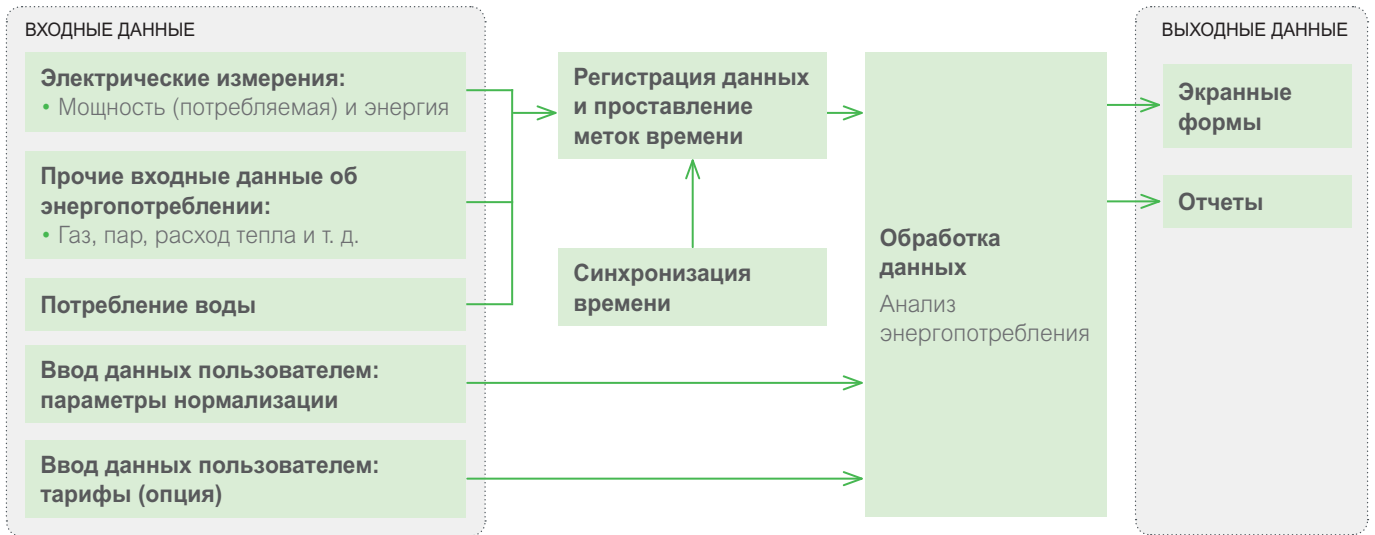 ВХОДНЫЕ ДАННЫЕ
Электрические измерения:
• Мощность (потребляемая) и энергия
Прочие входные данные об
энергопотреблении:
• Газ, пар, расход тепла и т. д.
Потребление воды
Ввод данных пользователем:
параметры нормализации
Ввод данных пользователем:
тарифы (опция)
Регистрация данных
и проставление
меток времени
Синхронизация
времени
Обработка
данных
Анализ
энергопотребления
ВЫХОДНЫЕ ДАННЫЕ
Экранные
формы
Отчеты